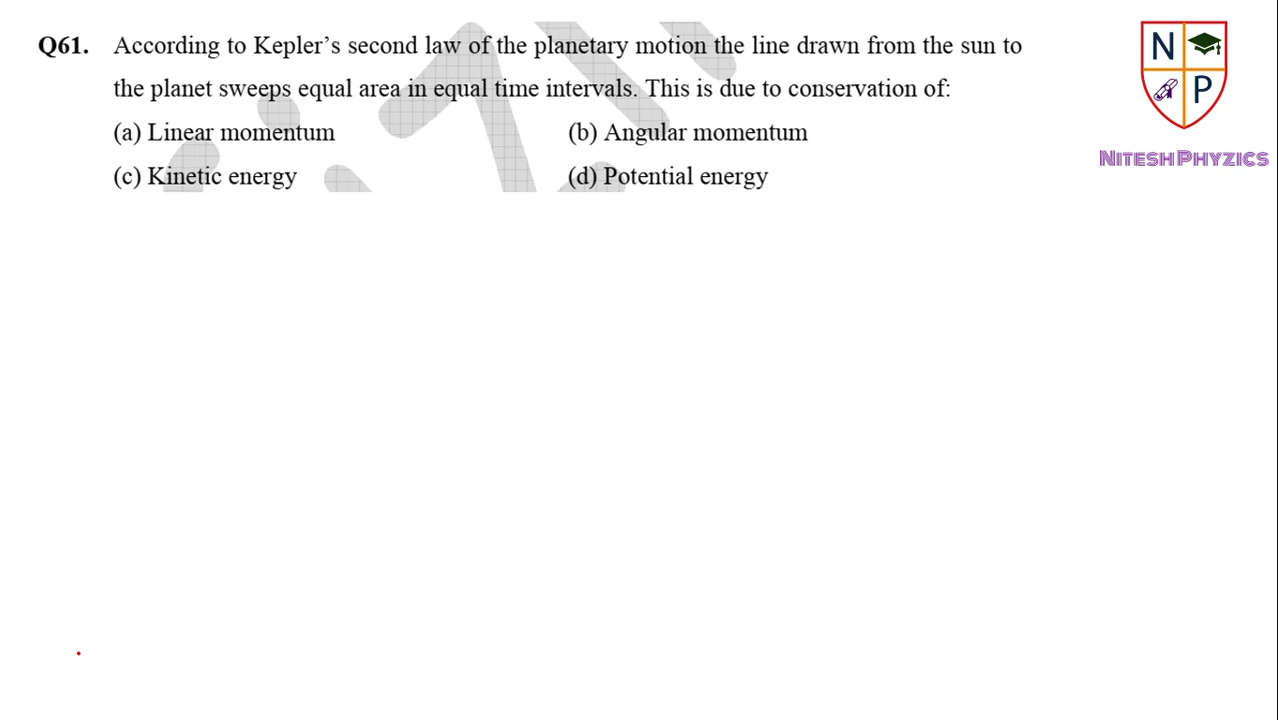 Q61. According to Kepler’s second law of the planetary motion the line drawn from the sun to
the planet sweeps equal area in equal time intervals. This is due to conservation of:
(a) Linear momentum (b) Angular momentum
(c) Kinetic energy (d) Potential energy
N
P
NITESH PHYZICS